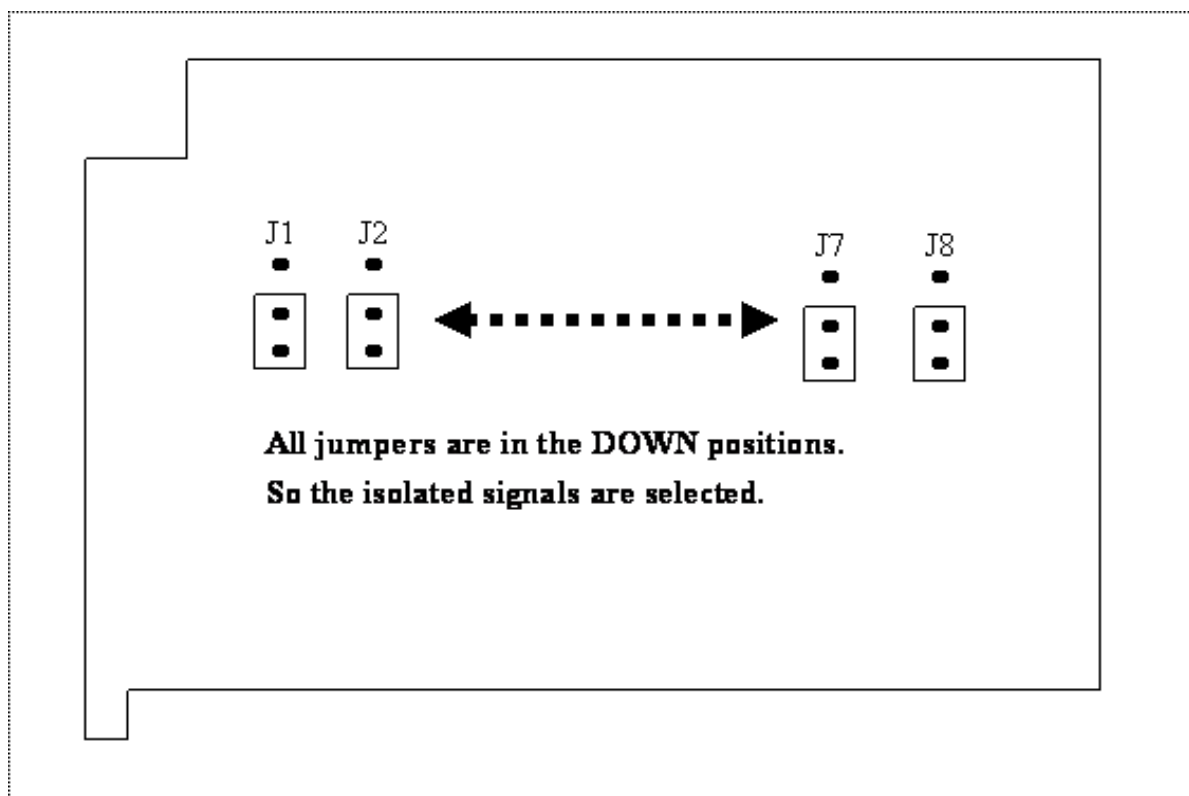 J1 J2 J7 J8
All jumpers are in the DOWN positions.
So the isolated signals are selected.